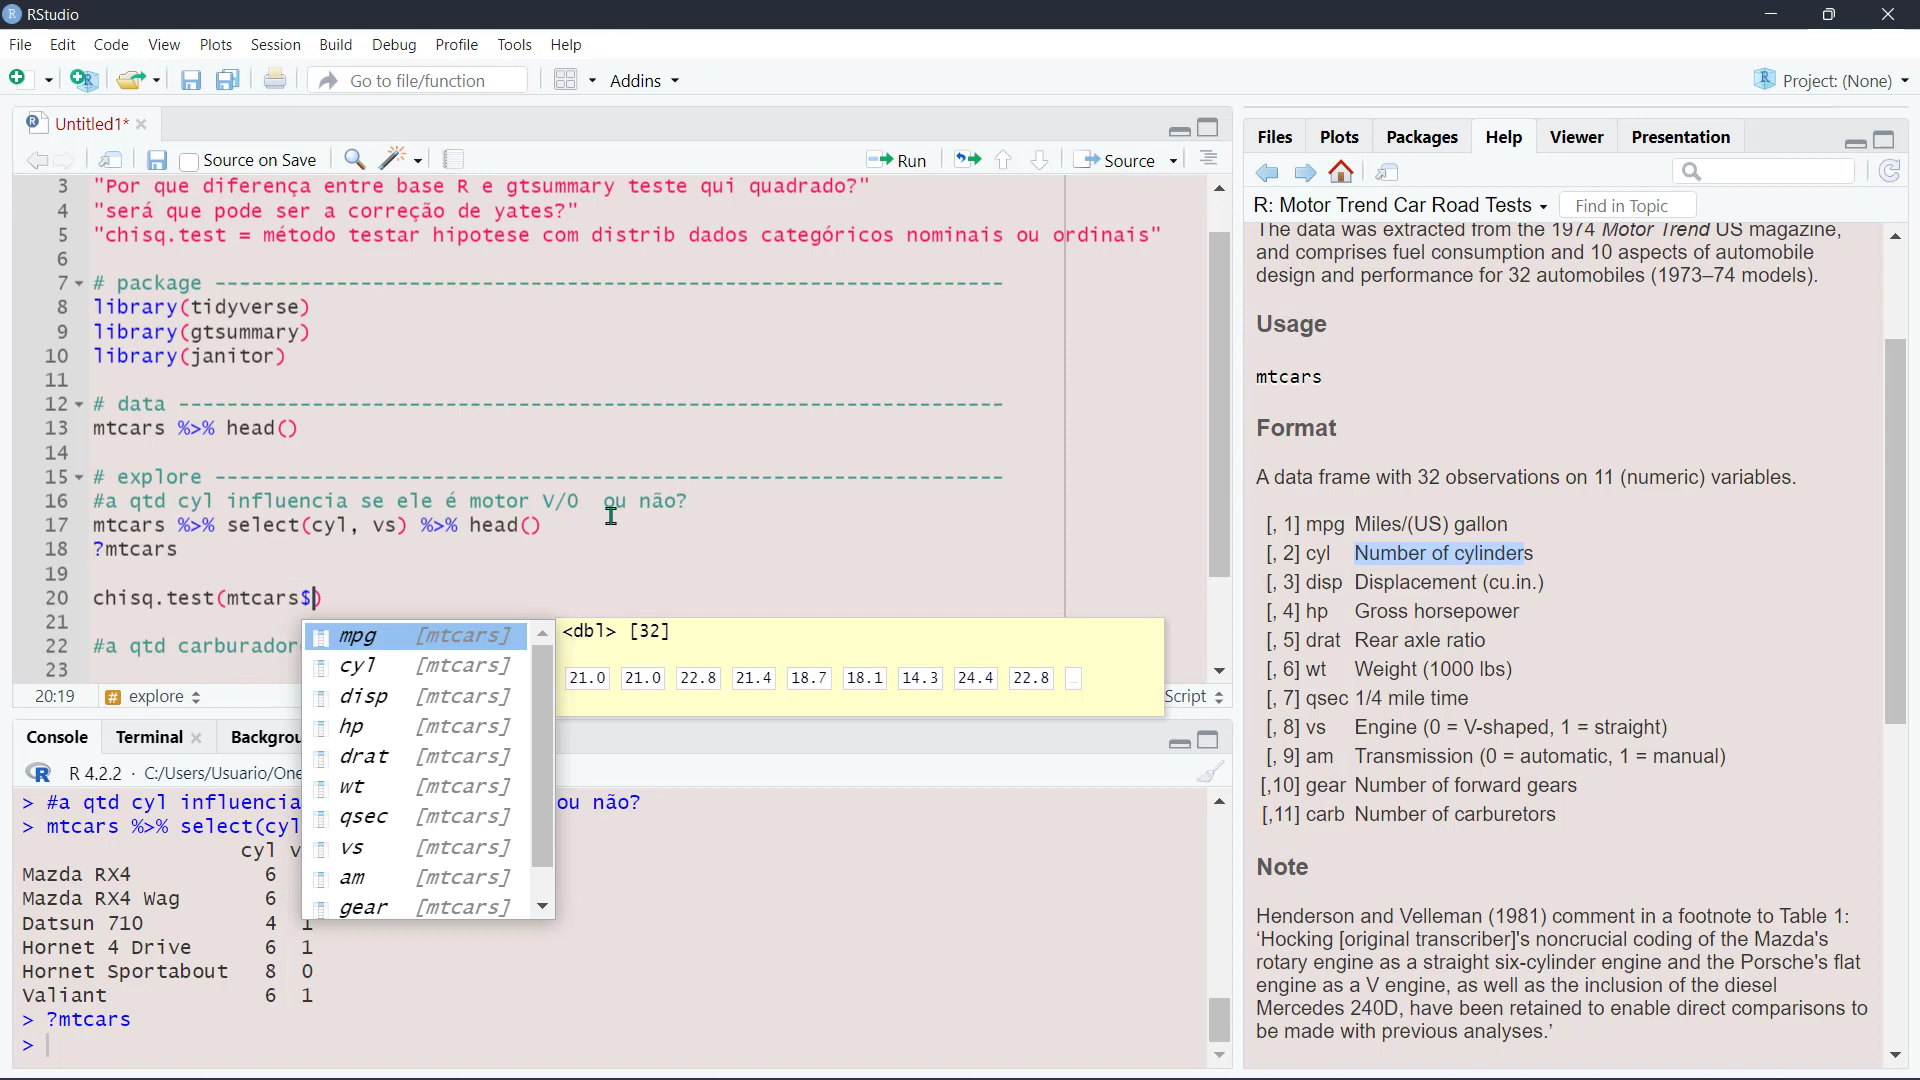 RStudio
File Edit Code View Plots Session Build Debug Profile Tools Help
Go to file/function Addins Project: (None)
Untitled1*
Source on Save Run Source
3 "Por que diferença entre base R e gtsummary teste qui quadrado?"
4 "será que pode ser a correção de yates?"
5 "chisq.test = método testar hipotese com distrib dados categóricos nominais ou ordinais"
6
7 # package ------------------------------------------------------------------
8 library(tidyverse)
9 library(gtsummary)
10 library(janitor)
11
12 # data ---------------------------------------------------------------------
13 mtcars %>% head()
14
15 # explore ------------------------------------------------------------------
16 #a qtd cyl influencia se ele é motor V/0  ou não?
17 mtcars %>% select(cyl, vs) %>% head()
18 ?mtcars
19
20 chisq.test(mtcars$)
21
22 #a qtd carburador
23
20:19 explore Script
mpg [mtcars]
cyl [mtcars]
disp [mtcars]
hp [mtcars]
drat [mtcars]
wt [mtcars]
qsec [mtcars]
vs [mtcars]
am [mtcars]
gear [mtcars]
<dbl> [32]
21.0 21.0 22.8 21.4 18.7 18.1 14.3 24.4 22.8 …
Console Terminal Backgrou
R 4.2.2 · C:/Users/Usuario/One
> #a qtd cyl influencia ou não?
> mtcars %>% select(cyl
cyl v
Mazda RX4 6
Mazda RX4 Wag 6
Datsun 710 4 1
Hornet 4 Drive 6 1
Hornet Sportabout 8 0
Valiant 6 1
> ?mtcars
>
Files Plots Packages Help Viewer Presentation
R: Motor Trend Car Road Tests Find in Topic
The data was extracted from the 1974 Motor Trend US magazine,
and comprises fuel consumption and 10 aspects of automobile
design and performance for 32 automobiles (1973–74 models).
Usage
mtcars
Format
A data frame with 32 observations on 11 (numeric) variables.
[, 1] mpg Miles/(US) gallon
[, 2] cyl Number of cylinders
[, 3] disp Displacement (cu.in.)
[, 4] hp Gross horsepower
[, 5] drat Rear axle ratio
[, 6] wt Weight (1000 lbs)
[, 7] qsec 1/4 mile time
[, 8] vs Engine (0 = V-shaped, 1 = straight)
[, 9] am Transmission (0 = automatic, 1 = manual)
[,10] gear Number of forward gears
[,11] carb Number of carburetors
Note
Henderson and Velleman (1981) comment in a footnote to Table 1:
‘Hocking [original transcriber]'s noncrucial coding of the Mazda's
rotary engine as a straight six-cylinder engine and the Porsche's flat
engine as a V engine, as well as the inclusion of the diesel
Mercedes 240D, have been retained to enable direct comparisons to
be made with previous analyses.’